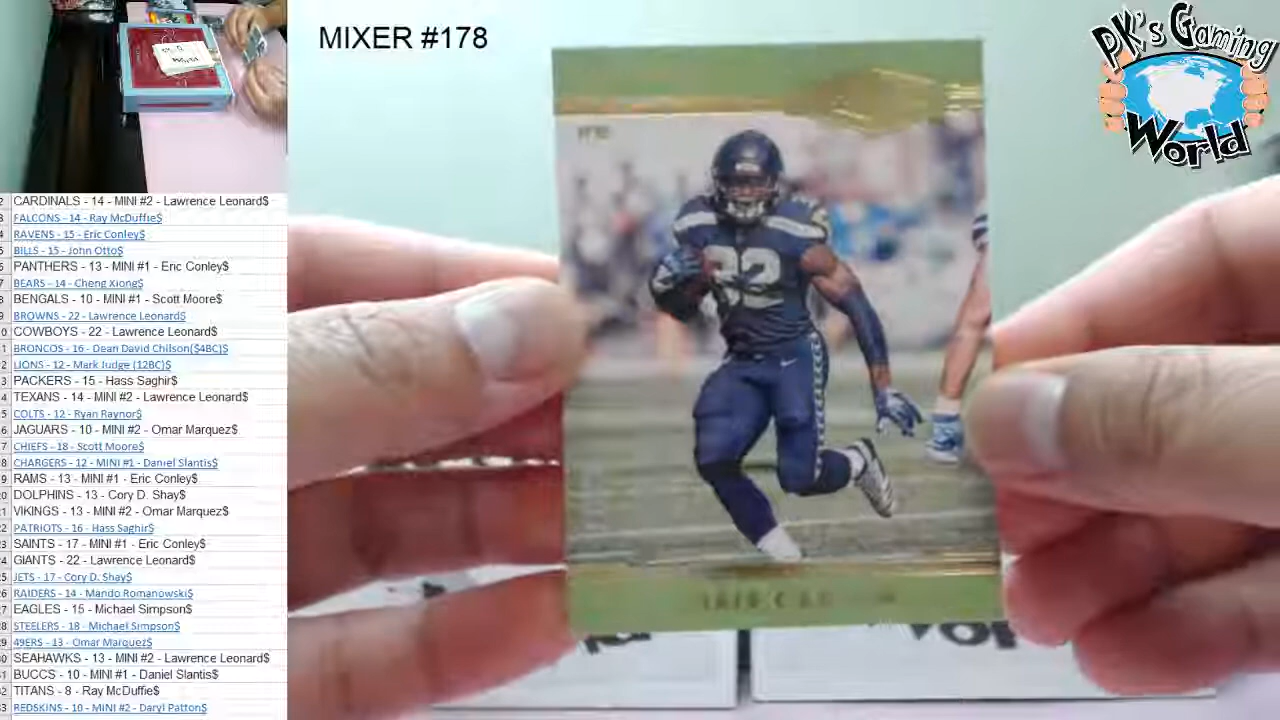 MIXER #178
PK's Gaming
World
CARDINALS - 14 - MINI #2 - Lawrence Leonard$
FALCONS - 14 - Ray McDuffie$
RAVENS - 15 - Eric Conley$
BILLS - 15 - John Otto$
PANTHERS - 13 - MINI #1 - Eric Conley$
BEARS - 14 - Cheng Xiong$
BENGALS - 10 - MINI #1 - Scott Moore$
BROWNS - 22 - Lawrence Leonard$
COWBOYS - 22 - Lawrence Leonard$
BRONCOS - 16 - Dean David Chilson($4BC)$
LIONS - 12 - Mark Judge (12BC)$
PACKERS - 15 - Hass Saghir$
TEXANS - 14 - MINI #2 - Lawrence Leonard$
COLTS - 12 - Ryan Raynor$
JAGUARS - 10 - MINI #2 - Omar Marquez$
CHIEFS - 18 - Scott Moore$
CHARGERS - 12 - MINI #1 - Daniel Slantis$
RAMS - 13 - MINI #1 - Eric Conley$
DOLPHINS - 13 - Cory D. Shay$
VIKINGS - 13 - MINI #2 - Omar Marquez$
PATRIOTS - 16 - Hass Saghir$
SAINTS - 17 - MINI #1 - Eric Conley$
GIANTS - 22 - Lawrence Leonard$
JETS - 17 - Cory D. Shay$
RAIDERS - 14 - Mando Romanowski$
EAGLES - 15 - Michael Simpson$
STEELERS - 18 - Michael Simpson$
49ERS - 13 - Omar Marquez$
SEAHAWKS - 13 - MINI #2 - Lawrence Leonard$
BUCCS - 10 - MINI #1 - Daniel Slantis$
TITANS - 8 - Ray McDuffie$
REDSKINS - 10 - MINI #2 - Daryl Patton$
32